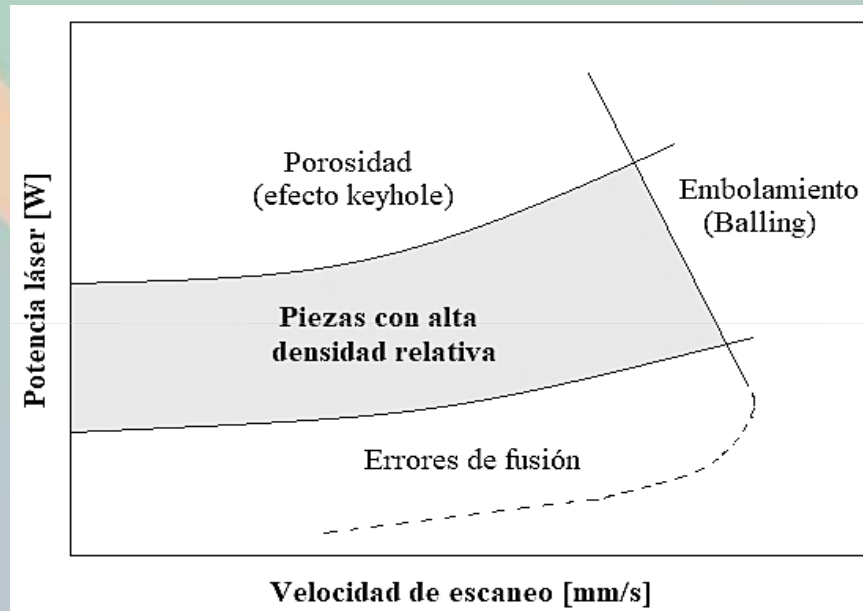 Porosidad
(efecto keyhole)
Embolamiento
(Balling)
Piezas con alta
densidad relativa
Errores de fusión
Potencia láser [W]
Velocidad de escaneo [mm/s]